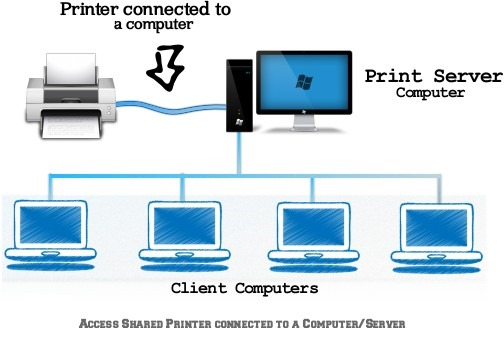 Printer connected to
a computer
Print Server
Computer
Client Computers
Access Shared Printer connected to a Computer/Server